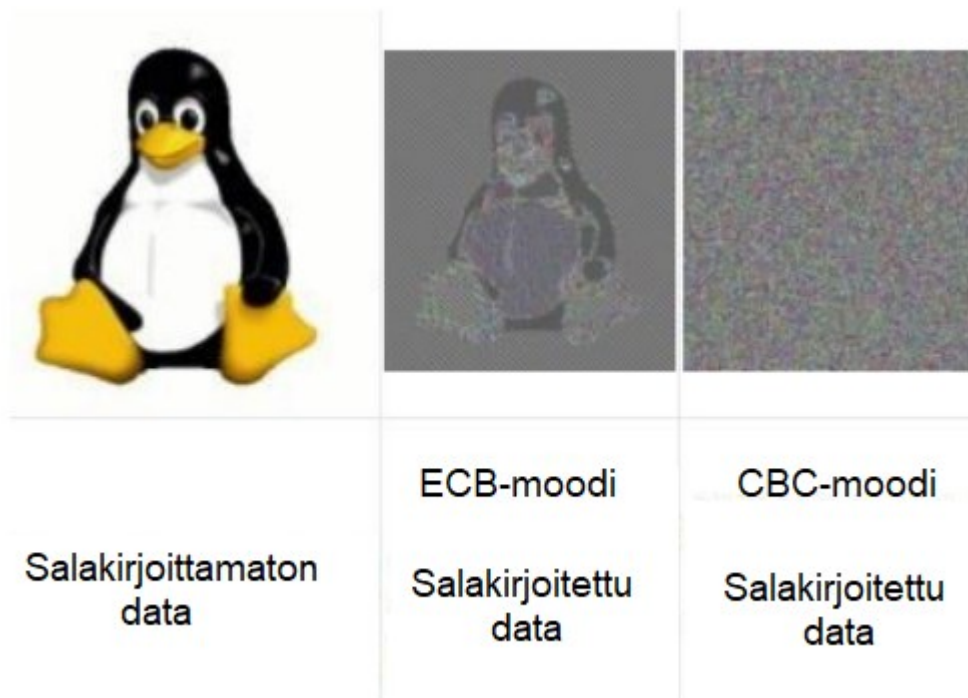 ECB-moodi
CBC-moodi
Salakirjoittamaton
data
Salakirjoitettu
data
Salakirjoitettu
data